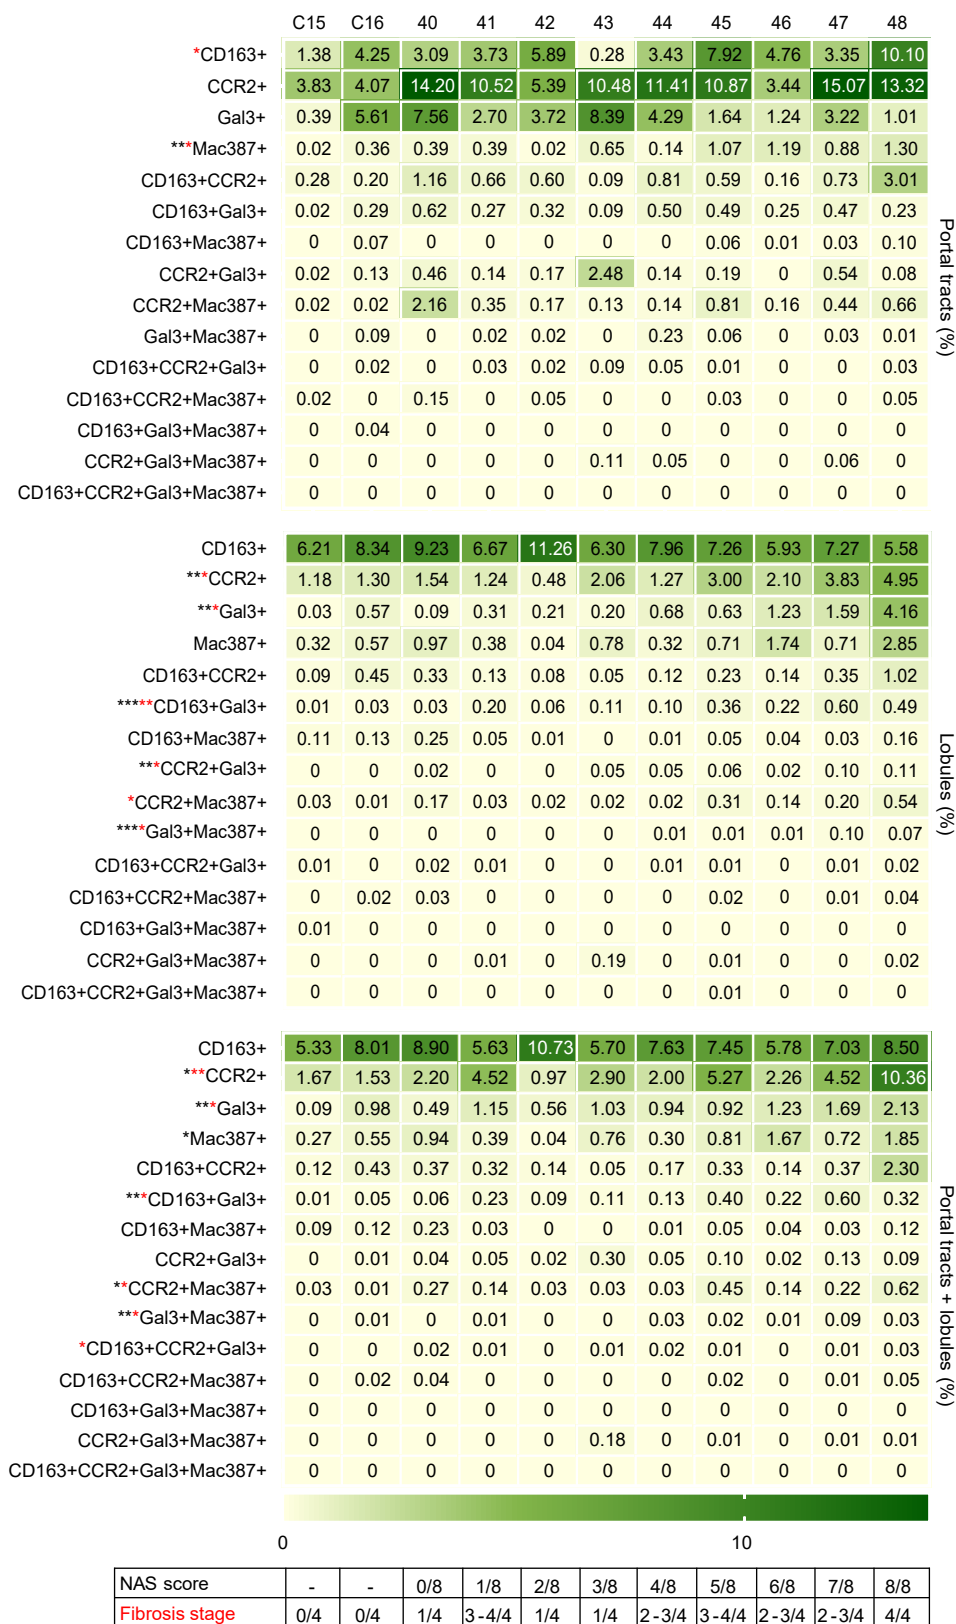 C15 C16 40 41 42 43 44 45 46 47 48
*CD163+ 1.38 4.25 3.09 3.73 5.89 0.28 3.43 7.92 4.76 3.35 10.10
CCR2+ 3.83 4.07 14.20 10.52 5.39 10.48 11.41 10.87 3.44 15.07 13.32
Gal3+ 0.39 5.61 7.56 2.70 3.72 8.39 4.29 1.64 1.24 3.22 1.01
***Mac387+ 0.02 0.36 0.39 0.39 0.02 0.65 0.14 1.07 1.19 0.88 1.30
CD163+CCR2+ 0.28 0.20 1.16 0.66 0.60 0.09 0.81 0.59 0.16 0.73 3.01
CD163+Gal3+ 0.02 0.29 0.62 0.27 0.32 0.09 0.50 0.49 0.25 0.47 0.23
CD163+Mac387+ 0 0.07 0 0 0 0 0 0.06 0.01 0.03 0.10
CCR2+Gal3+ 0.02 0.13 0.46 0.14 0.17 2.48 0.14 0.19 0 0.54 0.08
CCR2+Mac387+ 0.02 0.02 2.16 0.35 0.17 0.13 0.14 0.81 0.16 0.44 0.66
Gal3+Mac387+ 0 0.09 0 0.02 0.02 0 0.23 0.06 0 0.03 0.01
CD163+CCR2+Gal3+ 0 0.02 0 0.03 0.02 0.09 0.05 0.01 0 0 0.03
CD163+CCR2+Mac387+ 0.02 0 0.15 0 0.05 0 0 0.03 0 0 0.05
CD163+Gal3+Mac387+ 0 0.04 0 0 0 0 0 0 0 0 0
CCR2+Gal3+Mac387+ 0 0 0 0 0 0.11 0.05 0 0 0.06 0
CD163+CCR2+Gal3+Mac387+ 0 0 0 0 0 0 0 0 0 0 0
Portal tracts (%)
CD163+ 6.21 8.34 9.23 6.67 11.26 6.30 7.96 7.26 5.93 7.27 5.58
***CCR2+ 1.18 1.30 1.54 1.24 0.48 2.06 1.27 3.00 2.10 3.83 4.95
***Gal3+ 0.03 0.57 0.09 0.31 0.21 0.20 0.68 0.63 1.23 1.59 4.16
Mac387+ 0.32 0.57 0.97 0.38 0.04 0.78 0.32 0.71 1.74 0.71 2.85
CD163+CCR2+ 0.09 0.45 0.33 0.13 0.08 0.05 0.12 0.23 0.14 0.35 1.02
*****CD163+Gal3+ 0.01 0.03 0.03 0.20 0.06 0.11 0.10 0.36 0.22 0.60 0.49
CD163+Mac387+ 0.11 0.13 0.25 0.05 0.01 0 0.01 0.05 0.04 0.03 0.16
***CCR2+Gal3+ 0 0 0.02 0 0 0.05 0.05 0.06 0.02 0.10 0.11
*CCR2+Mac387+ 0.03 0.01 0.17 0.03 0.02 0.02 0.02 0.31 0.14 0.20 0.54
****Gal3+Mac387+ 0 0 0 0 0 0 0.01 0.01 0.01 0.10 0.07
CD163+CCR2+Gal3+ 0.01 0 0.02 0.01 0 0 0.01 0.01 0 0.01 0.02
CD163+CCR2+Mac387+ 0 0.02 0.03 0 0 0 0 0.02 0 0.01 0.04
CD163+Gal3+Mac387+ 0.01 0 0 0 0 0 0 0 0 0 0
CCR2+Gal3+Mac387+ 0 0 0 0.01 0 0.19 0 0.01 0 0 0.02
CD163+CCR2+Gal3+Mac387+ 0 0 0 0 0 0 0 0.01 0 0 0
Lobules (%)
CD163+ 5.33 8.01 8.90 5.63 10.73 5.70 7.63 7.45 5.78 7.03 8.50
***CCR2+ 1.67 1.53 2.20 4.52 0.97 2.90 2.00 5.27 2.26 4.52 10.36
***Gal3+ 0.09 0.98 0.49 1.15 0.56 1.03 0.94 0.92 1.23 1.69 2.13
*Mac387+ 0.27 0.55 0.94 0.39 0.04 0.76 0.30 0.81 1.67 0.72 1.85
CD163+CCR2+ 0.12 0.43 0.37 0.32 0.14 0.05 0.17 0.33 0.14 0.37 2.30
***CD163+Gal3+ 0.01 0.05 0.06 0.23 0.09 0.11 0.13 0.40 0.22 0.60 0.32
CD163+Mac387+ 0.09 0.12 0.23 0.03 0 0 0.01 0.05 0.04 0.03 0.12
CCR2+Gal3+ 0 0.01 0.04 0.05 0.02 0.30 0.05 0.10 0.02 0.13 0.09
**CCR2+Mac387+ 0.03 0.01 0.27 0.14 0.03 0.03 0.03 0.45 0.14 0.22 0.62
***Gal3+Mac387+ 0 0.01 0 0.01 0 0 0.03 0.02 0.01 0.09 0.03
*CD163+CCR2+Gal3+ 0 0 0.02 0.01 0 0.01 0.02 0.01 0 0.01 0.03
CD163+CCR2+Mac387+ 0 0.02 0.04 0 0 0 0 0.02 0 0.01 0.05
CD163+Gal3+Mac387+ 0 0 0 0 0 0 0 0 0 0 0
CCR2+Gal3+Mac387+ 0 0 0 0 0 0.18 0 0.01 0 0.01 0.01
CD163+CCR2+Gal3+Mac387+ 0 0 0 0 0 0 0 0 0 0 0
Portal tracts + lobules (%)
0 10
NAS score - - 0/8 1/8 2/8 3/8 4/8 5/8 6/8 7/8 8/8
Fibrosis stage 0/4 0/4 1/4 3-4/4 1/4 1/4 2-3/4 3-4/4 2-3/4 2-3/4 4/4